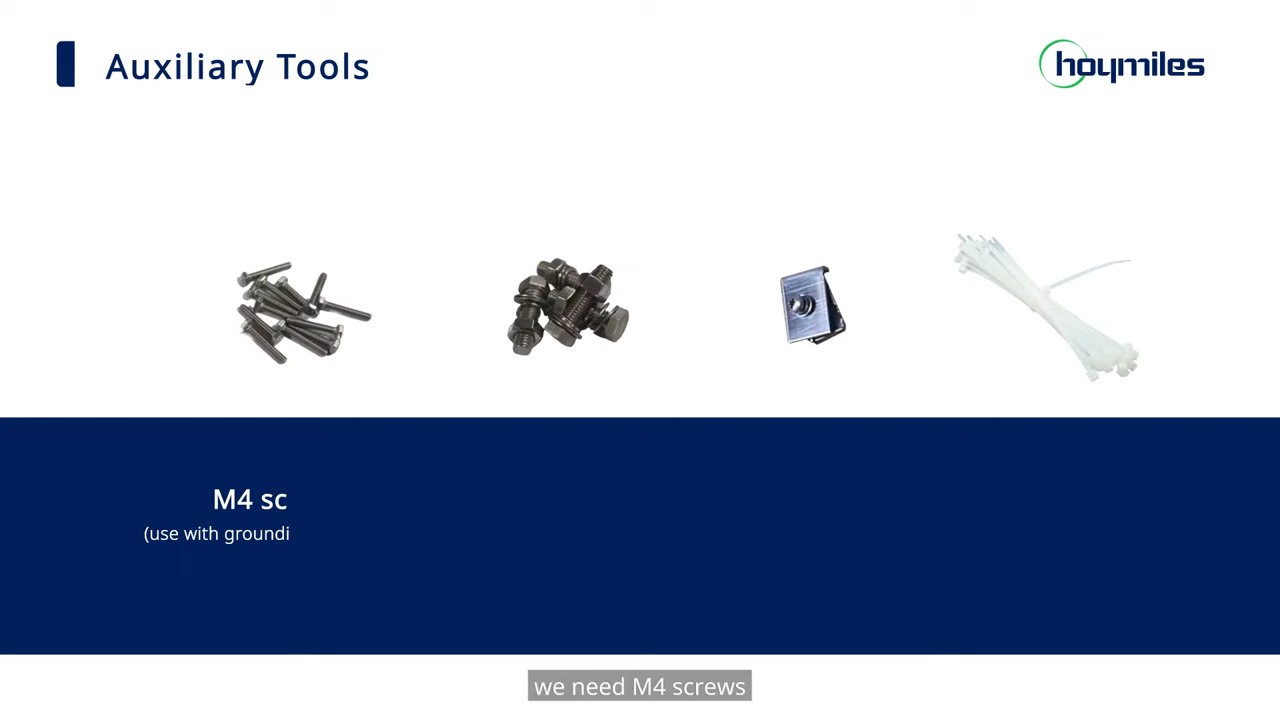 Auxiliary Tools
hoymiles
M4 sc
(use with groundi
we need M4 screws